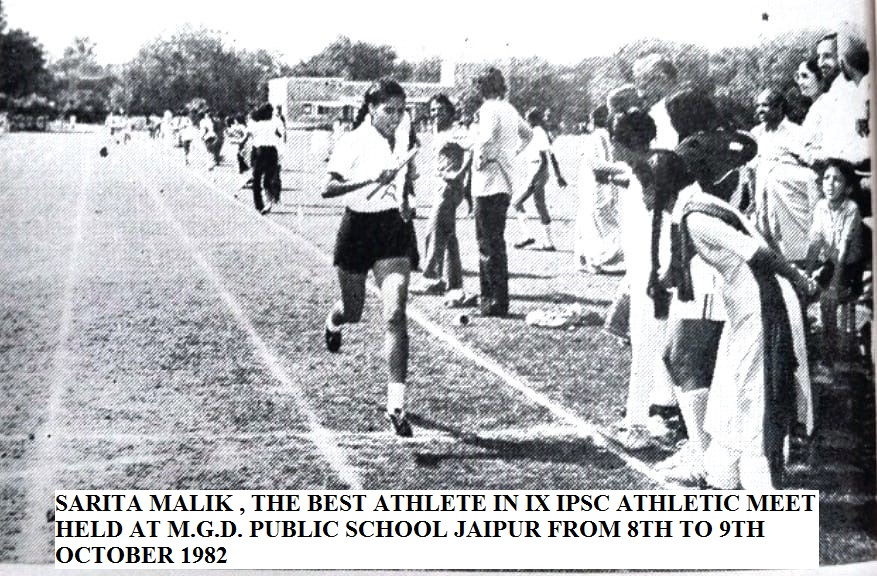 SARITA MALIK , THE BEST ATHLETE IN IX IPSC ATHLETIC MEET
HELD AT M.G.D. PUBLIC SCHOOL JAIPUR FROM 8TH TO 9TH
OCTOBER 1982